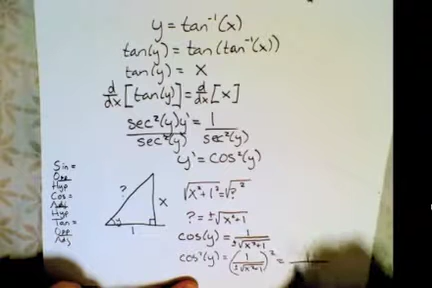 y = tan⁻¹(x)
tan(y) = tan(tan⁻¹(x))
tan(y) = x
d/dx [tan(y)] = d/dx [x]
sec²(y)y' / sec²(y) = 1 / sec²(y)
y' = cos²(y)
Sin =
Opp
Hyp
Cos =
Adj
Hyp
Tan =
Opp
Adj
? x y 1
√x²+1² = √?²
? = ±√x²+1
cos(y) = 1 / ±√x²+1
cos²(y) = (1 / ±√x²+1)² = 1